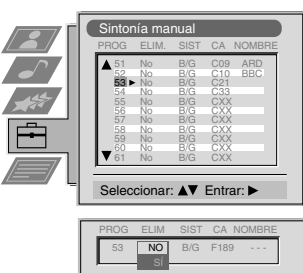 Sintonía manual
PROG ELIM. SIST CA NOMBRE
51 No B/G C09 ARD
52 No B/G C10 BBC
53 No B/G C21
54 No B/G C33
55 No B/G CXX
56 No B/G CXX
57 No B/G CXX
58 No B/G CXX
59 No B/G CXX
60 No B/G CXX
61 No B/G CXX
Seleccionar: ▲▼ Entrar: ▶
PROG ELIM SIST CA NOMBRE
53 NO B/G F189 - - -
SÍ